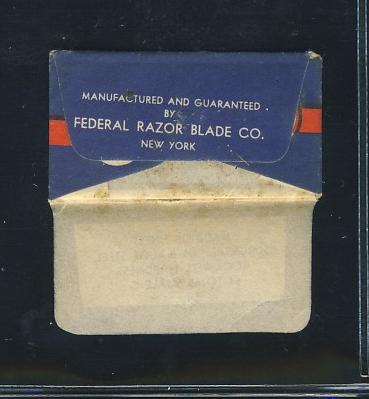 MANUFACTURED AND GUARANTEED
BY
FEDERAL RAZOR BLADE CO.
NEW YORK